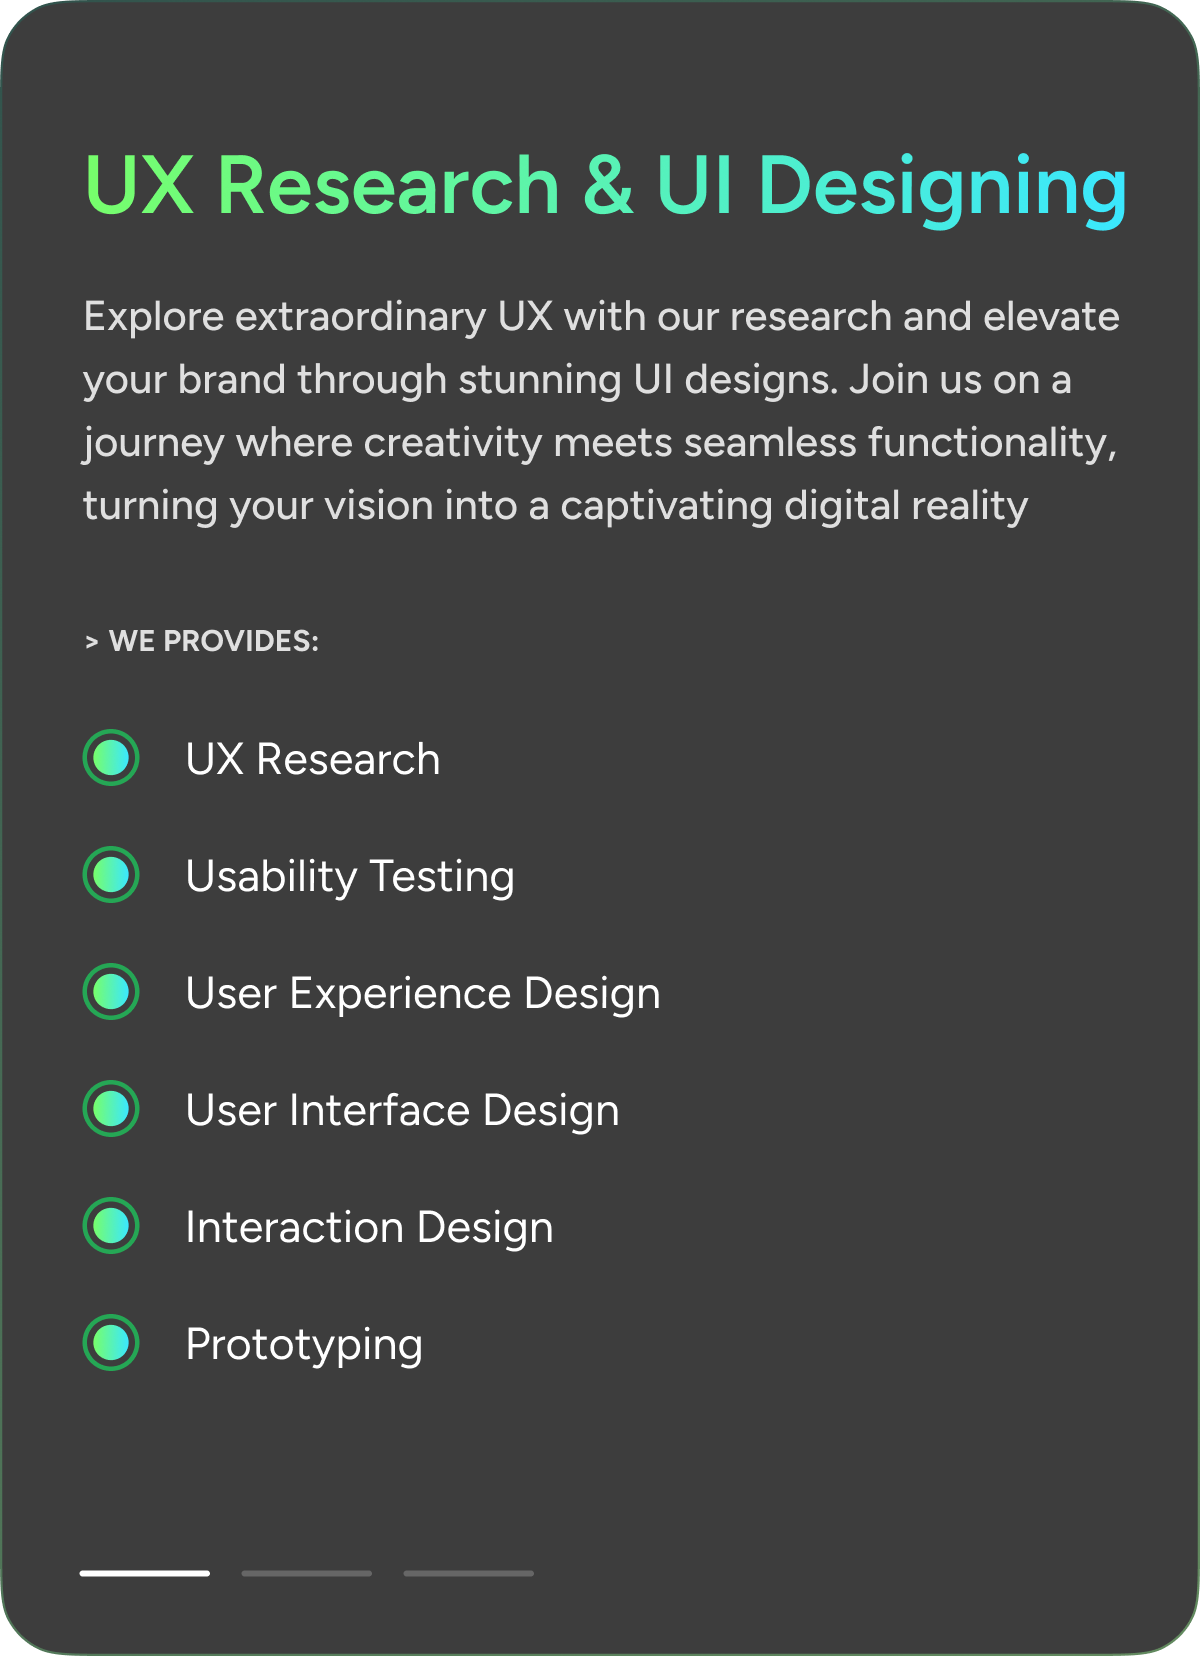 UX Research & UI Designing
Explore extraordinary UX with our research and elevate
your brand through stunning UI designs. Join us on a
journey where creativity meets seamless functionality,
turning your vision into a captivating digital reality
> WE PROVIDES:
UX Research
Usability Testing
User Experience Design
User Interface Design
Interaction Design
Prototyping